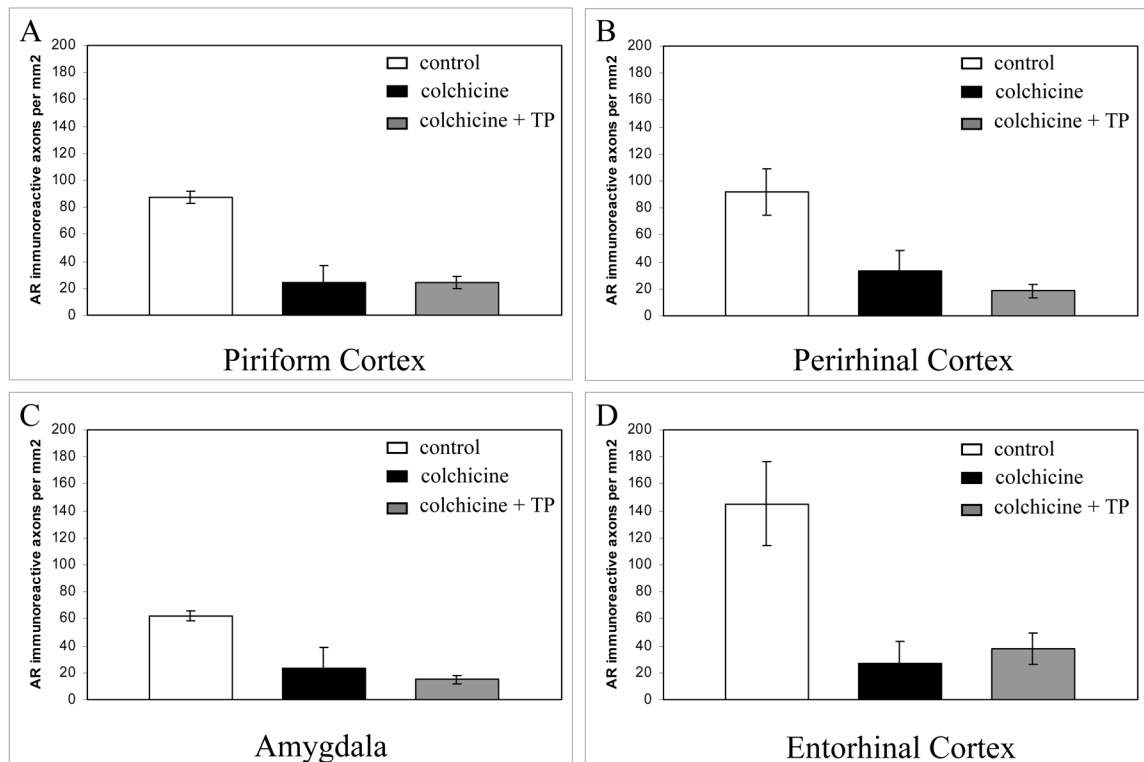 A
AR immunoreactive axons per mm2
200
180
160
140
120
100
80
60
40
20
0
control
colchicine
colchicine + TP
Piriform Cortex
B
AR immunoreactive axons per mm2
200
180
160
140
120
100
80
60
40
20
0
control
colchicine
colchicine + TP
Perirhinal Cortex
C
AR immunoreactive axons per mm2
200
180
160
140
120
100
80
60
40
20
0
control
colchicine
colchicine + TP
Amygdala
D
AR immunoreactive axons per mm2
200
180
160
140
120
100
80
60
40
20
0
control
colchicine
colchicine + TP
Entorhinal Cortex